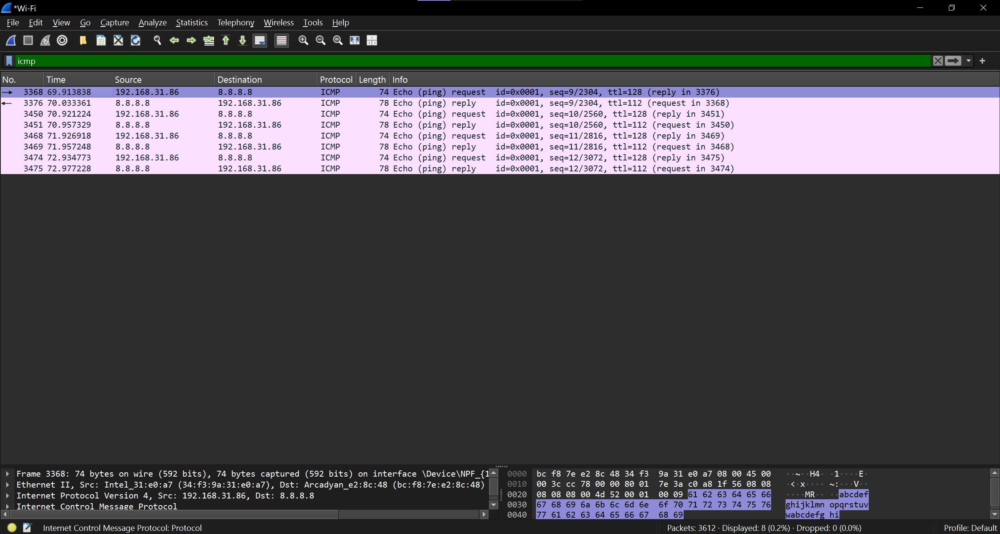 *Wi-Fi
File Edit View Go Capture Analyze Statistics Telephony Wireless Tools Help
icmp
No. Time Source Destination Protocol Length Info
3368 69.913838 192.168.31.86 8.8.8.8 ICMP 74 Echo (ping) request id=0x0001, seq=9/2304, ttl=128 (reply in 3376)
3376 70.033361 8.8.8.8 192.168.31.86 ICMP 78 Echo (ping) reply id=0x0001, seq=9/2304, ttl=112 (request in 3368)
3450 70.921224 192.168.31.86 8.8.8.8 ICMP 74 Echo (ping) request id=0x0001, seq=10/2560, ttl=128 (reply in 3451)
3451 70.957329 8.8.8.8 192.168.31.86 ICMP 78 Echo (ping) reply id=0x0001, seq=10/2560, ttl=112 (request in 3450)
3468 71.926918 192.168.31.86 8.8.8.8 ICMP 74 Echo (ping) request id=0x0001, seq=11/2816, ttl=128 (reply in 3469)
3469 71.957248 8.8.8.8 192.168.31.86 ICMP 78 Echo (ping) reply id=0x0001, seq=11/2816, ttl=112 (request in 3468)
3474 72.934773 192.168.31.86 8.8.8.8 ICMP 74 Echo (ping) request id=0x0001, seq=12/3072, ttl=128 (reply in 3475)
3475 72.977228 8.8.8.8 192.168.31.86 ICMP 78 Echo (ping) reply id=0x0001, seq=12/3072, ttl=112 (request in 3474)
Frame 3368: 74 bytes on wire (592 bits), 74 bytes captured (592 bits) on interface \Device\NPF_{1
Ethernet II, Src: Intel_31:e0:a7 (34:f3:9a:31:e0:a7), Dst: Arcadyan_e2:8c:48 (bc:f8:7e:e2:8c:48)
Internet Protocol Version 4, Src: 192.168.31.86, Dst: 8.8.8.8
Internet Control Message Protocol
0000 bc f8 7e e2 8c 48 34 f3 9a 31 e0 a7 08 00 45 00 ··~··H4· ·1····E·
0010 00 3c cc 78 00 00 80 01 7e 3a c0 a8 1f 56 08 08 ·<·x···· ~:···V··
0020 08 08 08 00 4d 52 00 01 00 09 61 62 63 64 65 66 ····MR·· ··abcdef
0030 67 68 69 6a 6b 6c 6d 6e 6f 70 71 72 73 74 75 76 ghijklmn opqrstuv
0040 77 61 62 63 64 65 66 67 68 69 wabcdefg hi
Internet Control Message Protocol: Protocol
Packets: 3612 · Displayed: 8 (0.2%) · Dropped: 0 (0.0%)
Profile: Default